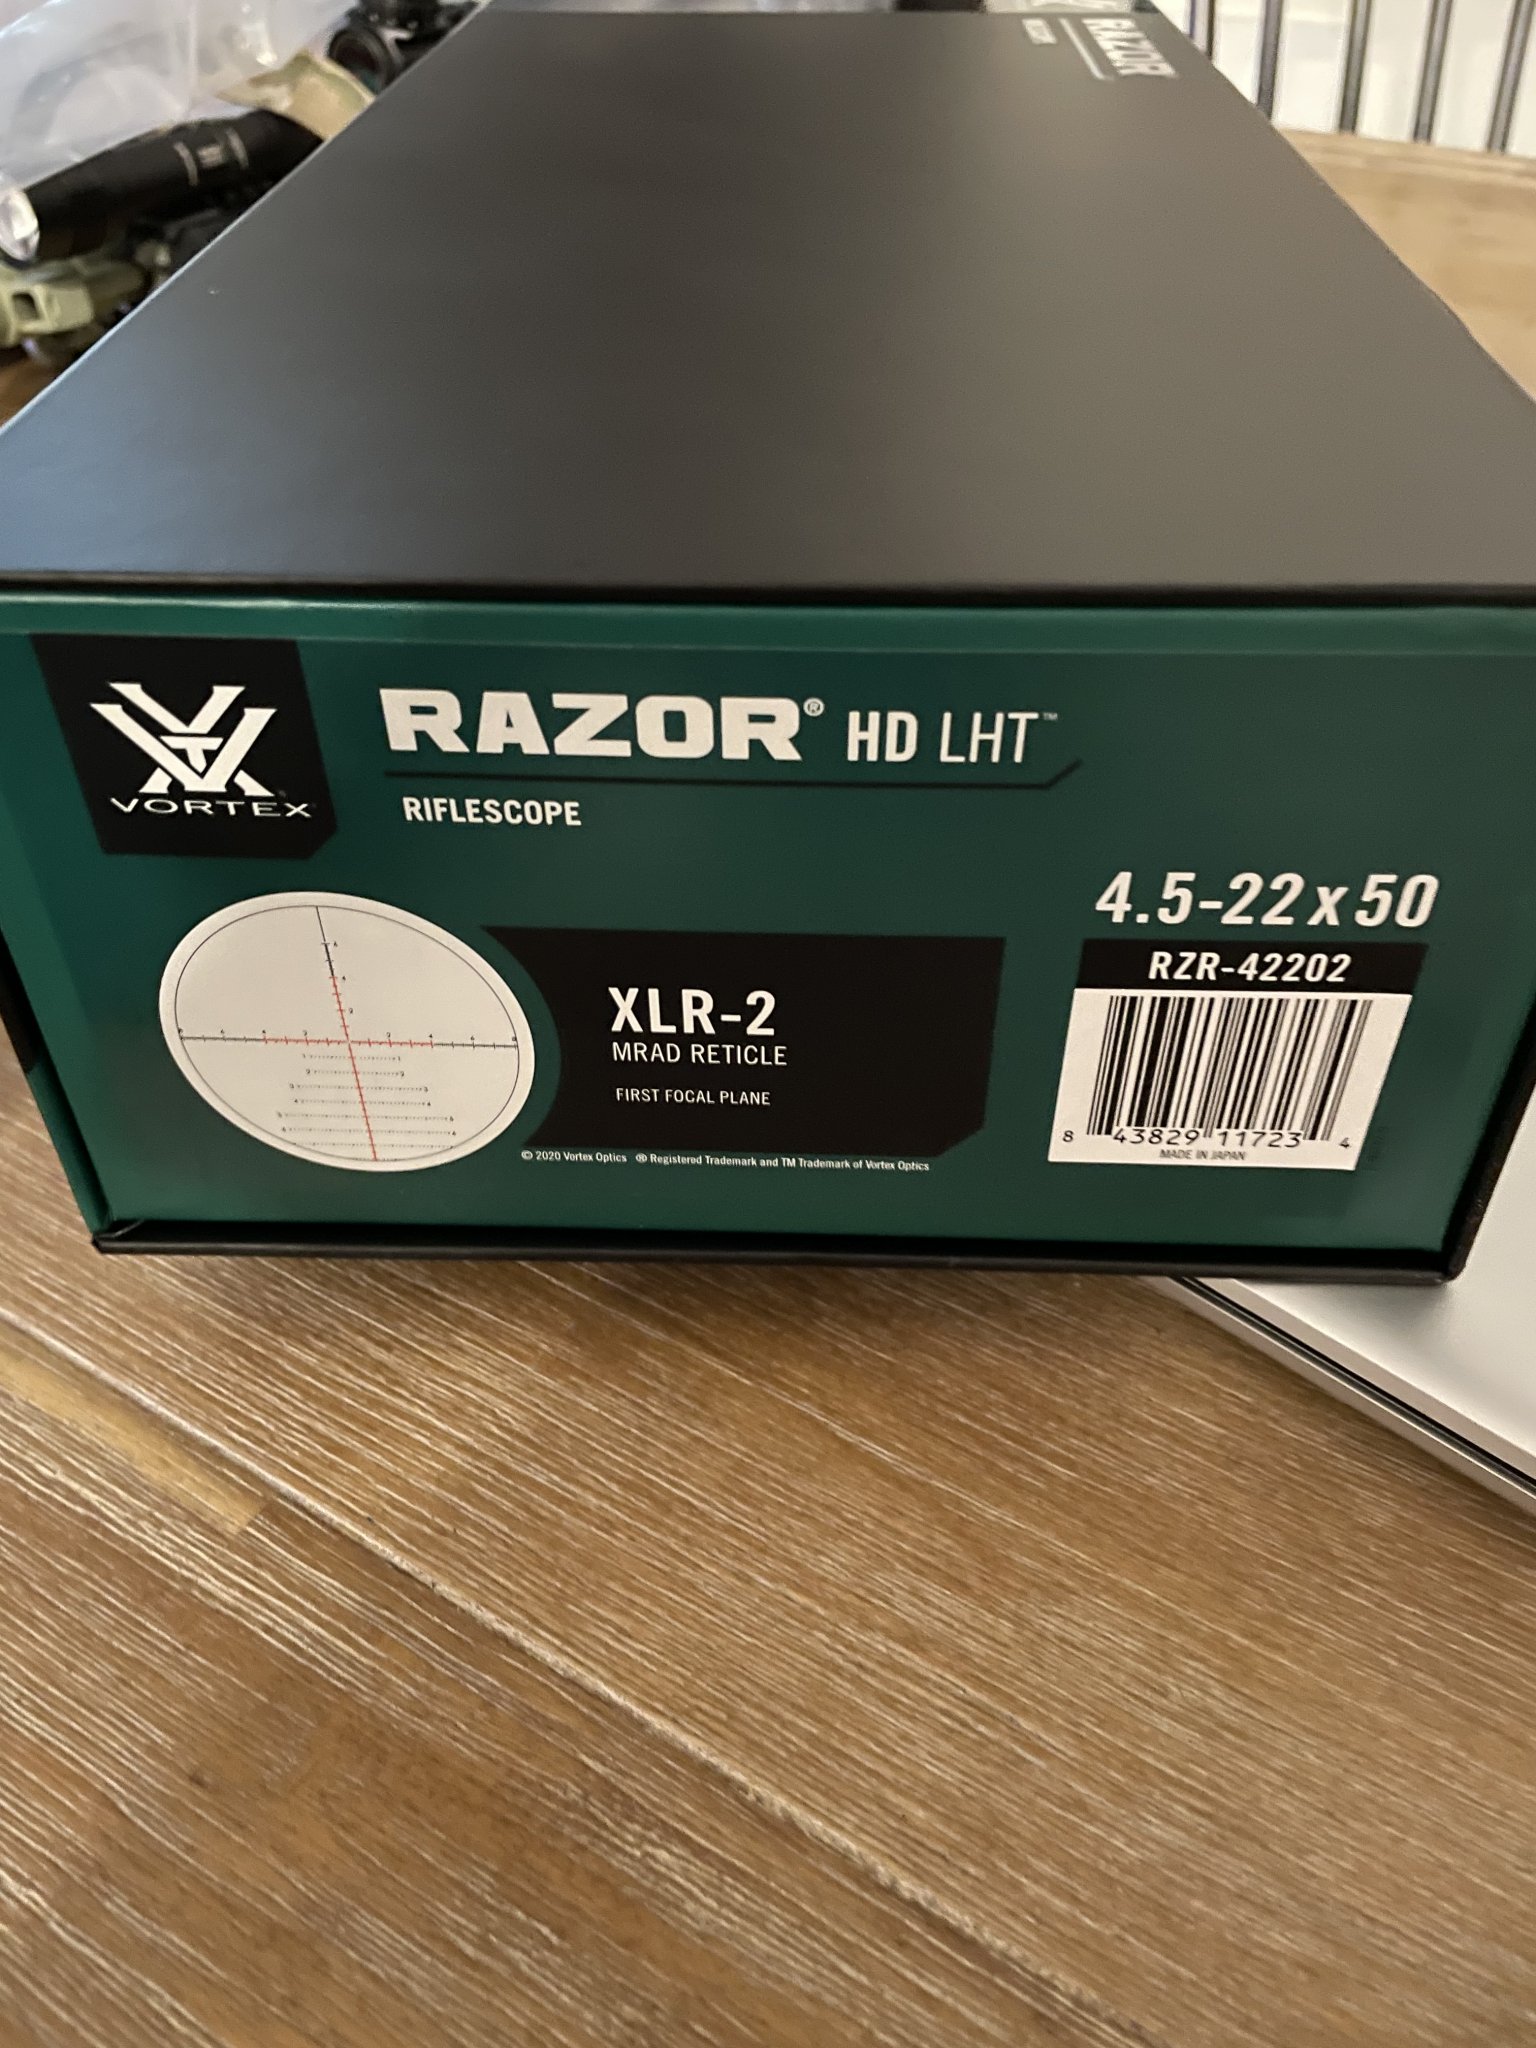 RAZOR
VORTEX
RAZOR® HD LHT™
RIFLESCOPE
4.5-22x50
RZR-42202
XLR-2
MRAD RETICLE
FIRST FOCAL PLANE
8 43829 11723 4
MADE IN JAPAN
© 2020 Vortex Optics ® Registered Trademark and TM Trademark of Vortex Optics